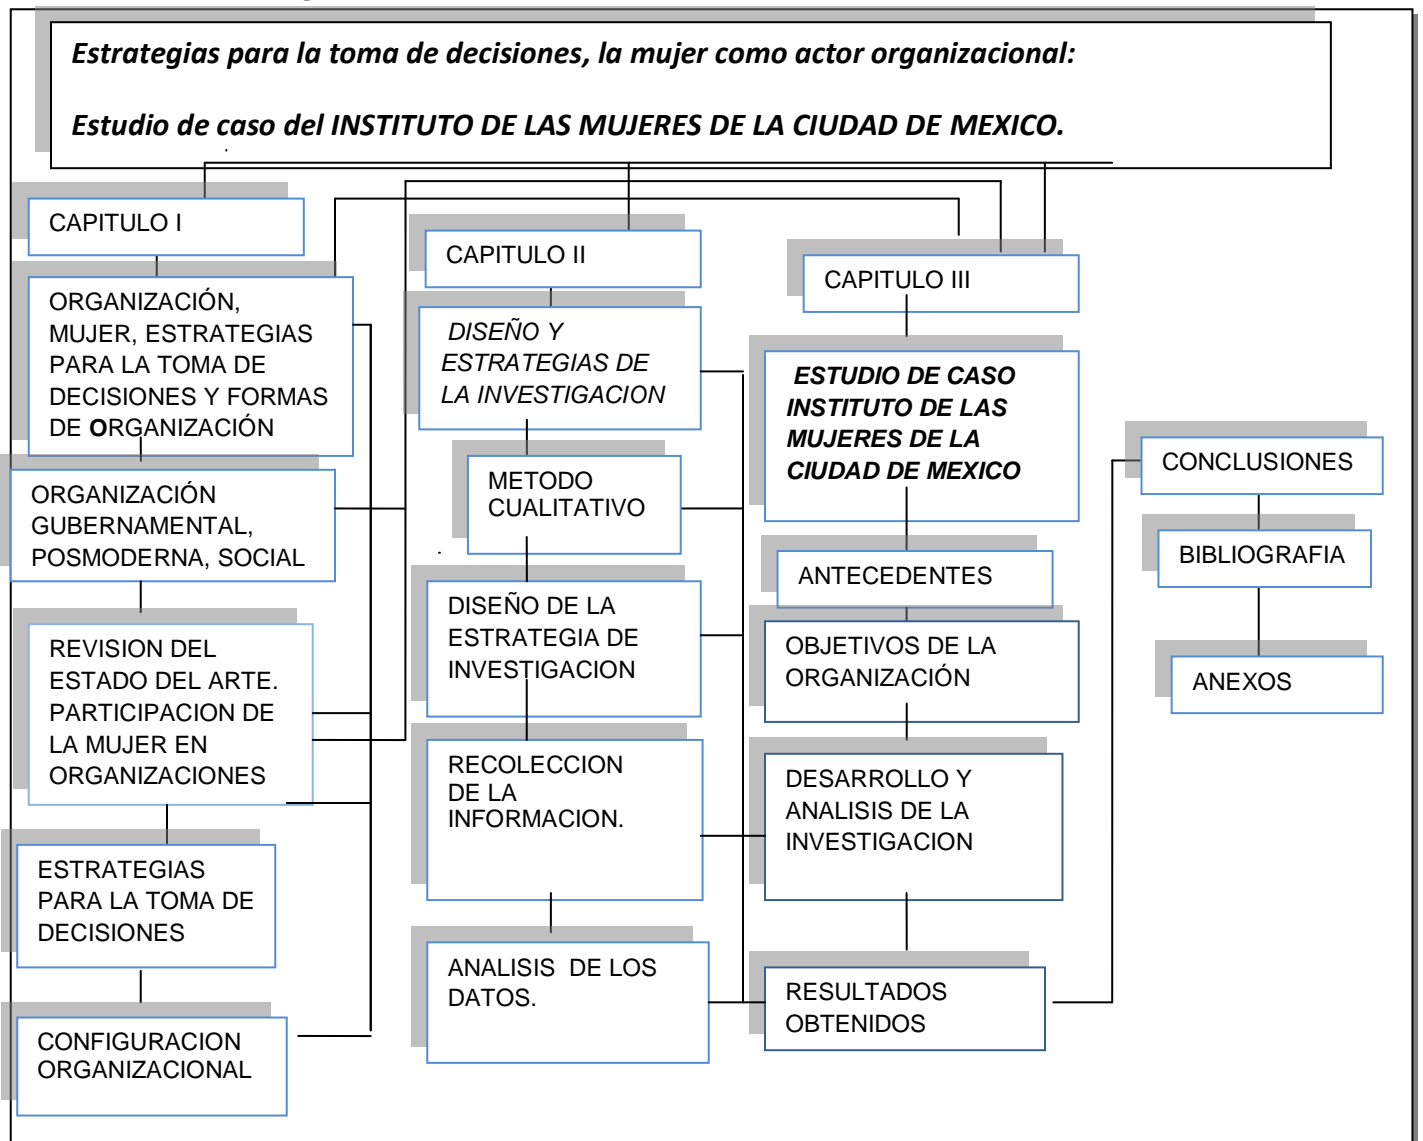 Estrategias para la toma de decisiones, la mujer como actor organizacional:
Estudio de caso del INSTITUTO DE LAS MUJERES DE LA CIUDAD DE MEXICO.
CAPITULO I
ORGANIZACIÓN,
MUJER, ESTRATEGIAS
PARA LA TOMA DE
DECISIONES Y FORMAS
DE ORGANIZACIÓN
ORGANIZACIÓN
GUBERNAMENTAL,
POSMODERNA, SOCIAL
REVISION DEL
ESTADO DEL ARTE.
PARTICIPACION DE
LA MUJER EN
ORGANIZACIONES
ESTRATEGIAS
PARA LA TOMA DE
DECISIONES
CONFIGURACION
ORGANIZACIONAL
CAPITULO II
DISEÑO Y
ESTRATEGIAS DE
LA INVESTIGACION
METODO
CUALITATIVO
DISEÑO DE LA
ESTRATEGIA DE
INVESTIGACION
RECOLECCION
DE LA
INFORMACION.
ANALISIS DE LOS
DATOS.
CAPITULO III
ESTUDIO DE CASO
INSTITUTO DE LAS
MUJERES DE LA
CIUDAD DE MEXICO
ANTECEDENTES
OBJETIVOS DE LA
ORGANIZACIÓN
DESARROLLO Y
ANALISIS DE LA
INVESTIGACION
RESULTADOS
OBTENIDOS
CONCLUSIONES
BIBLIOGRAFIA
ANEXOS